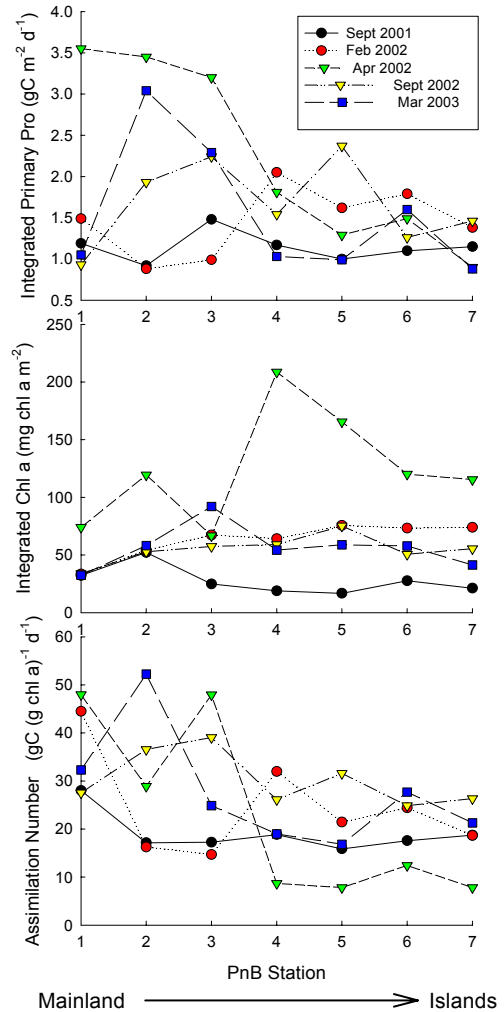 Integrated Primary Pro (gC m⁻² d⁻¹)
4.0
3.5
3.0
2.5
2.0
1.5
1.0
0.5
1 2 3 4 5 6 7
Sept 2001
Feb 2002
Apr 2002
Sept 2002
Mar 2003
Integrated Chl a (mg chl a m⁻²)
250
200
150
100
50
0
1 2 3 4 5 6 7
Assimilation Number (gC (g chl a)⁻¹ d⁻¹)
60
50
40
30
20
10
0
1 2 3 4 5 6 7
PnB Station
Mainland Islands